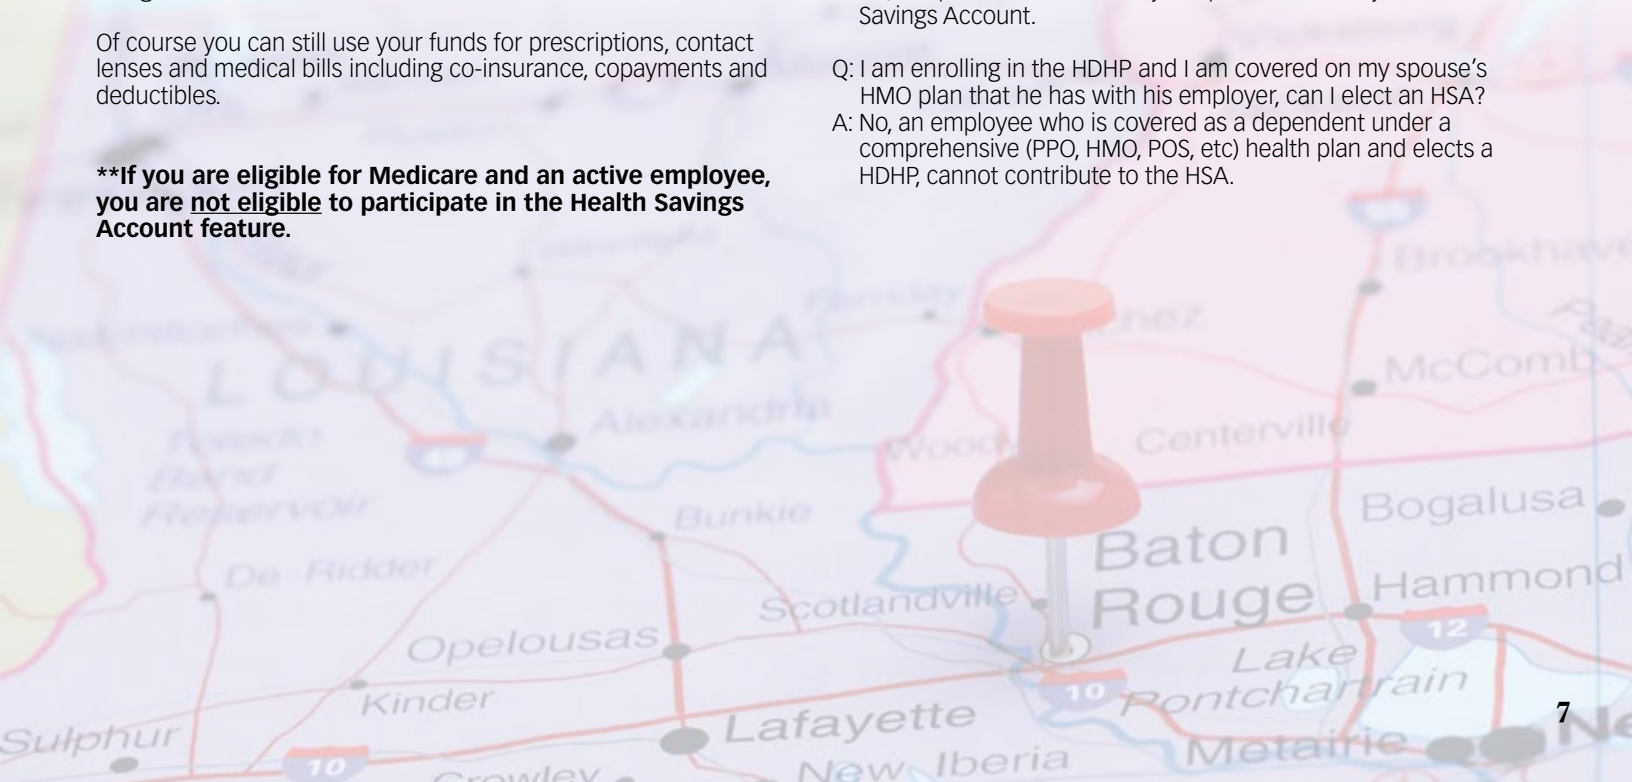 Of course you can still use your funds for prescriptions, contact
lenses and medical bills including co-insurance, copayments and
deductibles.
**If you are eligible for Medicare and an active employee,
you are not eligible to participate in the Health Savings
Account feature.
Savings Account.
Q: I am enrolling in the HDHP and I am covered on my spouse's
HMO plan that he has with his employer, can I elect an HSA?
A: No, an employee who is covered as a dependent under a
comprehensive (PPO, HMO, POS, etc) health plan and elects a
HDHP, cannot contribute to the HSA.
LOUISIANA
Alexandria
McComb
Centerville
Toledo
Bend
Reservoir
Bunkie
Bogalusa
De Ridder
Baton
Rouge
Hammond
Scotlandville
12
Opelousas
Lake
Pontchartrain
10
Kinder
Lafayette
Sulphur
Metairie
10
Crowley
New Iberia
7